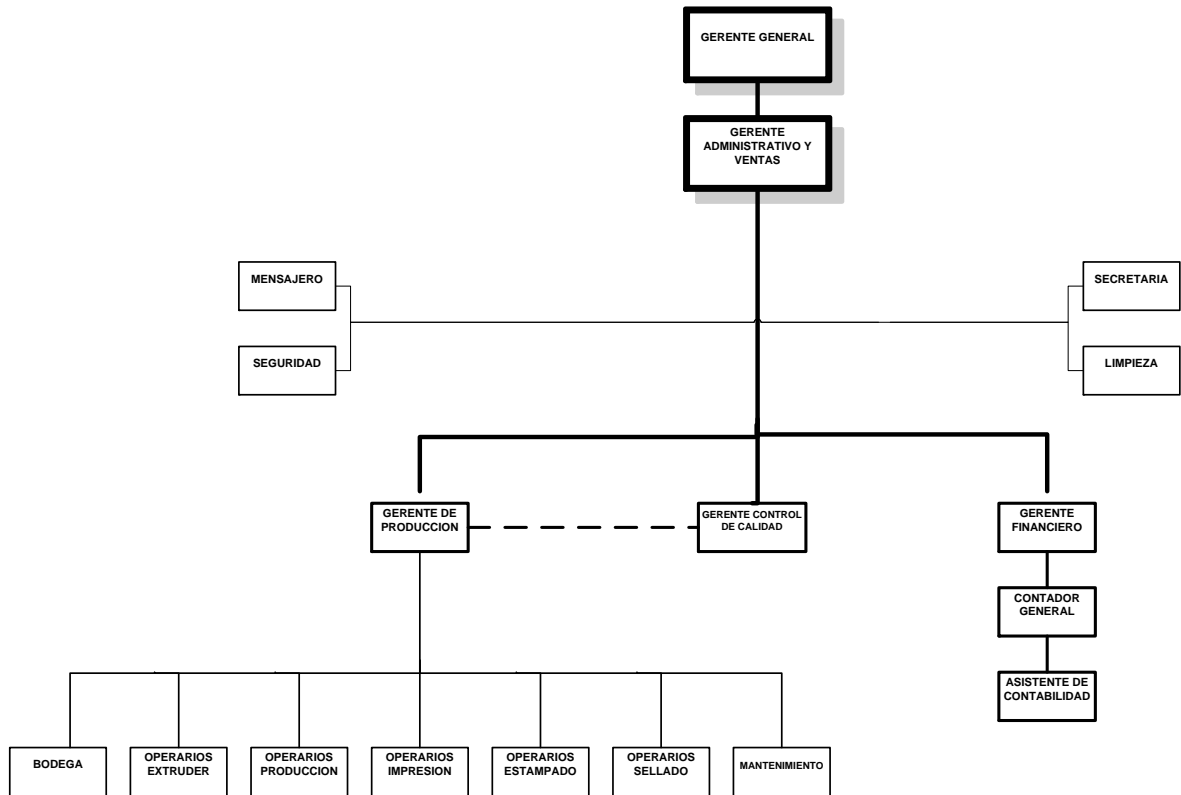 GERENTE GENERAL
GERENTE
ADMINISTRATIVO Y
VENTAS
MENSAJERO
SECRETARIA
SEGURIDAD
LIMPIEZA
GERENTE DE
PRODUCCION
GERENTE CONTROL
DE CALIDAD
GERENTE
FINANCIERO
CONTADOR
GENERAL
ASISTENTE DE
CONTABILIDAD
BODEGA
OPERARIOS
EXTRUDER
OPERARIOS
PRODUCCION
OPERARIOS
IMPRESION
OPERARIOS
ESTAMPADO
OPERARIOS
SELLADO
MANTENIMIENTO